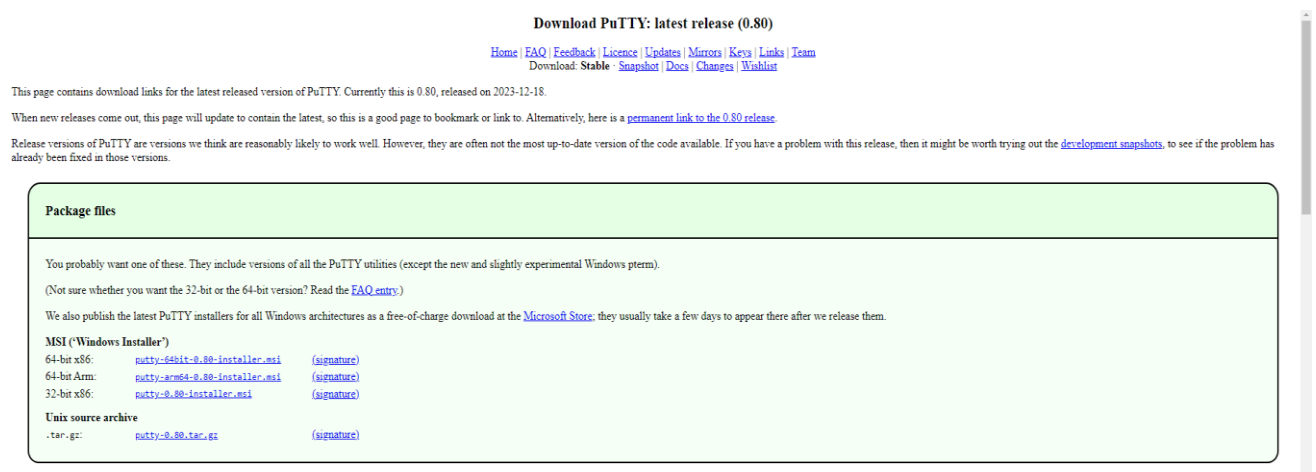 Download PuTTY: latest release (0.80)
Home | FAQ | Feedback | Licence | Updates | Mirrors | Keys | Links | Team
Download: Stable · Snapshot | Docs | Changes | Wishlist
This page contains download links for the latest released version of PuTTY. Currently this is 0.80, released on 2023-12-18.
When new releases come out, this page will update to contain the latest, so this is a good page to bookmark or link to. Alternatively, here is a permanent link to the 0.80 release.
Release versions of PuTTY are versions we think are reasonably likely to work well. However, they are often not the most up-to-date version of the code available. If you have a problem with this release, then it might be worth trying out the development snapshots, to see if the problem has
already been fixed in those versions.
Package files
You probably want one of these. They include versions of all the PuTTY utilities (except the new and slightly experimental Windows pterm).
(Not sure whether you want the 32-bit or the 64-bit version? Read the FAQ entry.)
We also publish the latest PuTTY installers for all Windows architectures as a free-of-charge download at the Microsoft Store; they usually take a few days to appear there after we release them.
MSI (‘Windows Installer’)
64-bit x86: putty-64bit-0.80-installer.msi (signature)
64-bit Arm: putty-arm64-0.80-installer.msi (signature)
32-bit x86: putty-0.80-installer.msi (signature)
Unix source archive
.tar.gz: putty-0.80.tar.gz (signature)